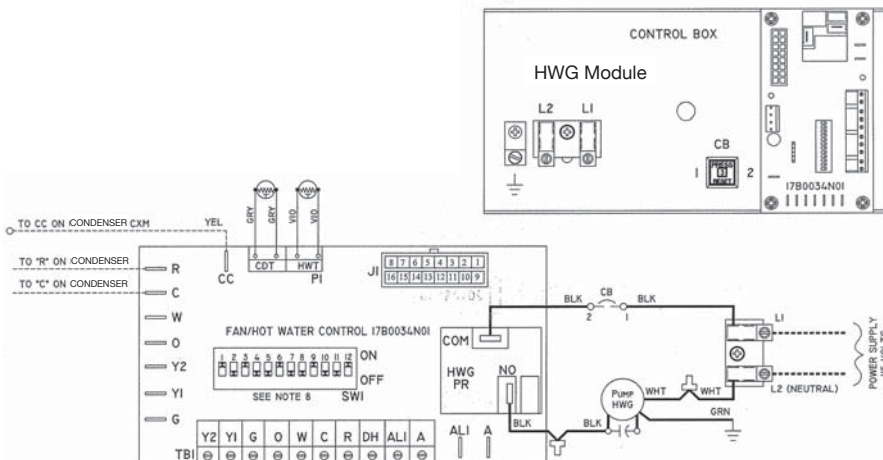 CONTROL BOX
HWG Module
L2 L1
CB
1 2
PRESS
RESET
17B0034N01
TO CC ON CONDENSER CXM
YEL
GRY GRY VIO VIO
TO "R" ON CONDENSER
TO "C" ON CONDENSER
CC
CDT HWT
P1
J1
8 7 6 5 4 3 2 1
16 15 14 13 12 11 10 9
R
C
W
O
Y2
Y1
G
FAN/HOT WATER CONTROL 17B0034N01
1 2 3 4 5 6 7 8 9 10 11 12
ON
OFF
SEE NOTE 8
SW1
COM
HWG
PR
NO
BLK
CB
BLK
2 1
L1
L2 (NEUTRAL)
POWER SUPPLY
WHT WHT
PUMP
HWG
GRN
BLK
BLK
AL1 A
TB1
Y2 Y1 G O W C R DH AL1 A